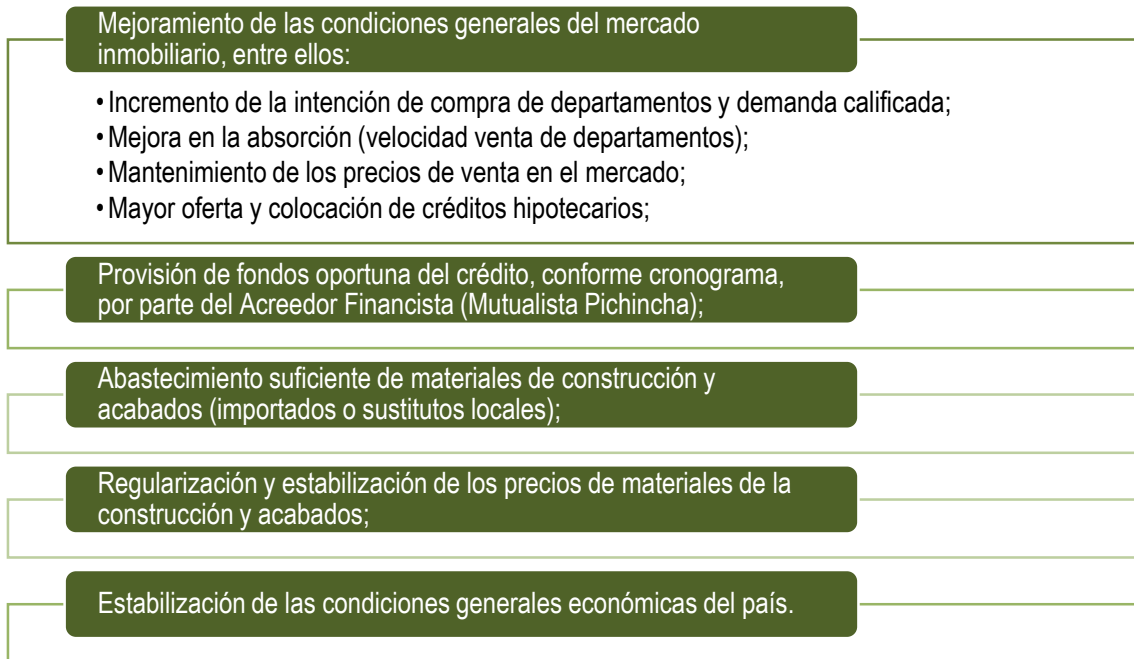 Mejoramiento de las condiciones generales del mercado
inmobiliario, entre ellos:
• Incremento de la intención de compra de departamentos y demanda calificada;
• Mejora en la absorción (velocidad venta de departamentos);
• Mantenimiento de los precios de venta en el mercado;
• Mayor oferta y colocación de créditos hipotecarios;
Provisión de fondos oportuna del crédito, conforme cronograma,
por parte del Acreedor Financista (Mutualista Pichincha);
Abastecimiento suficiente de materiales de construcción y
acabados (importados o sustitutos locales);
Regularización y estabilización de los precios de materiales de la
construcción y acabados;
Estabilización de las condiciones generales económicas del país.